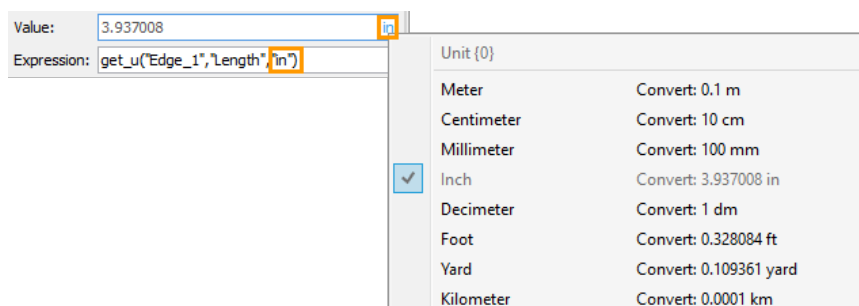 Value: 3.937008 in
Expression: get_u("Edge_1","Length","in")
Unit {0}
Meter Convert: 0.1 m
Centimeter Convert: 10 cm
Millimeter Convert: 100 mm
Inch Convert: 3.937008 in
Decimeter Convert: 1 dm
Foot Convert: 0.328084 ft
Yard Convert: 0.109361 yard
Kilometer Convert: 0.0001 km